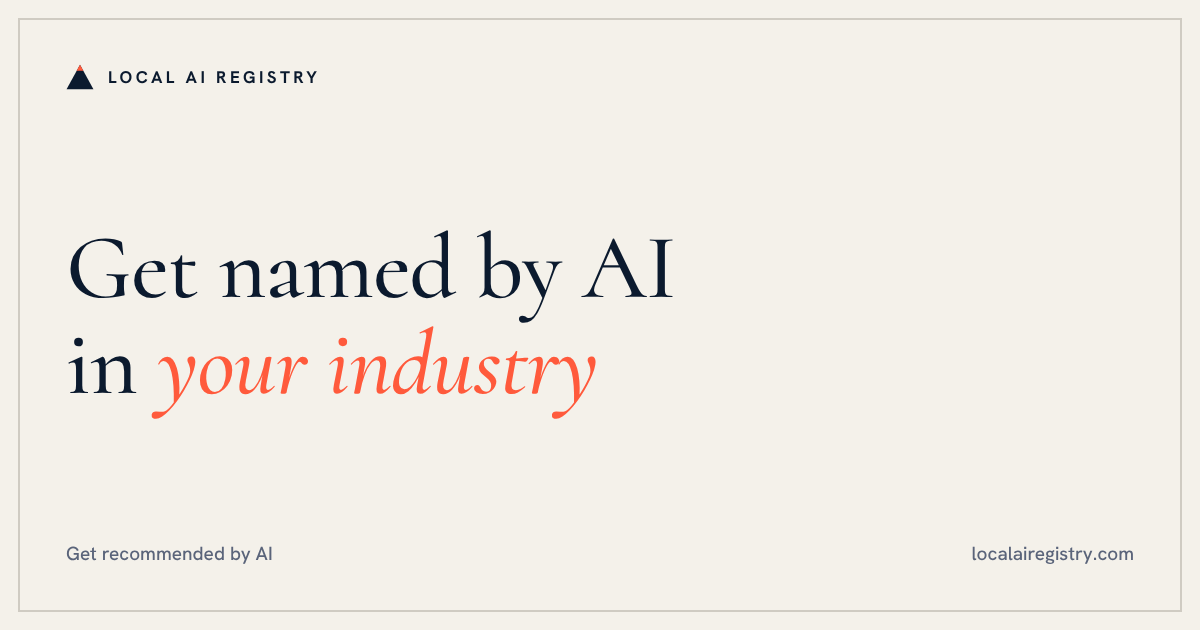 LOCAL AI REGISTRY
Get named by AI
in your industry
Get recommended by AI
localairegistry.com